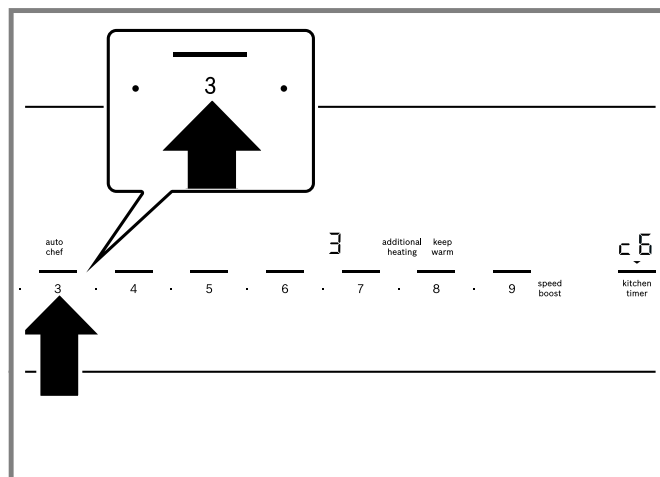 3
auto
chef
3
additional
heating
keep
warm
c6
3 4 5 6 7 8 9
speed
boost
kitchen
timer